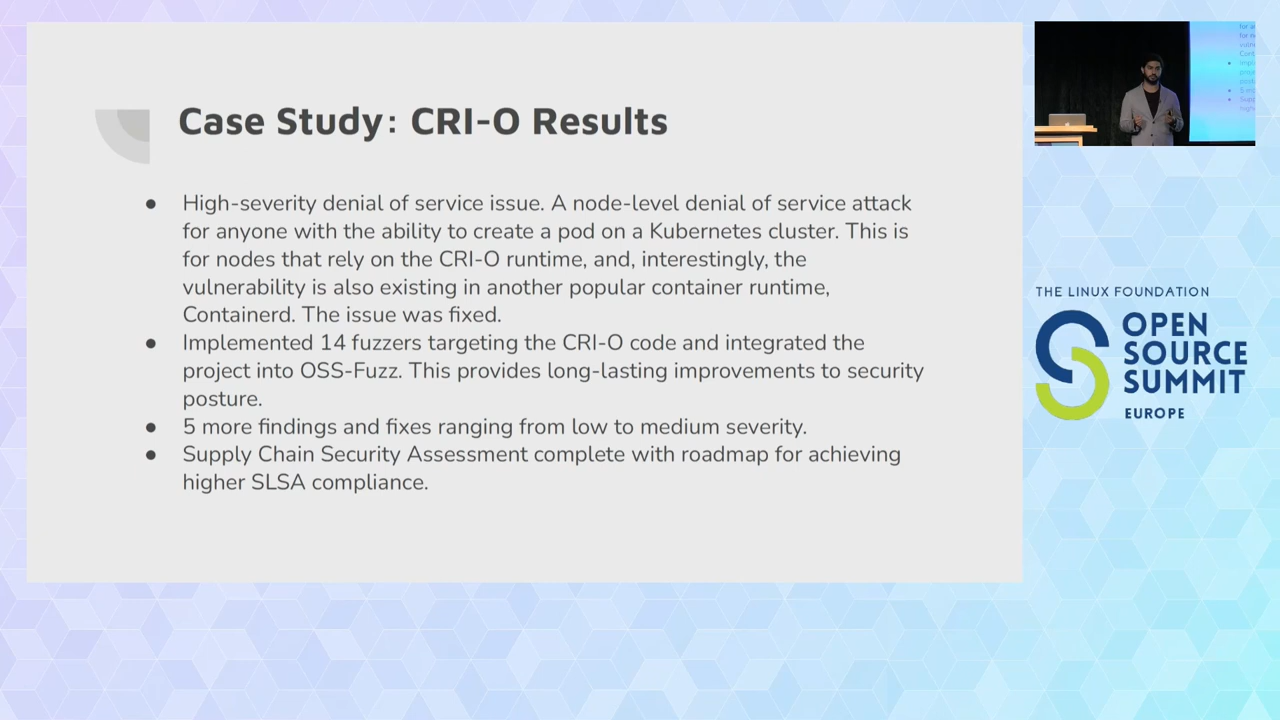 Case Study: CRI-O Results
● High-severity denial of service issue. A node-level denial of service attack
for anyone with the ability to create a pod on a Kubernetes cluster. This is
for nodes that rely on the CRI-O runtime, and, interestingly, the
vulnerability is also existing in another popular container runtime,
Containerd. The issue was fixed.
● Implemented 14 fuzzers targeting the CRI-O code and integrated the
project into OSS-Fuzz. This provides long-lasting improvements to security
posture.
● 5 more findings and fixes ranging from low to medium severity.
● Supply Chain Security Assessment complete with roadmap for achieving
higher SLSA compliance.
THE LINUX FOUNDATION
OPEN
SOURCE
SUMMIT
EUROPE